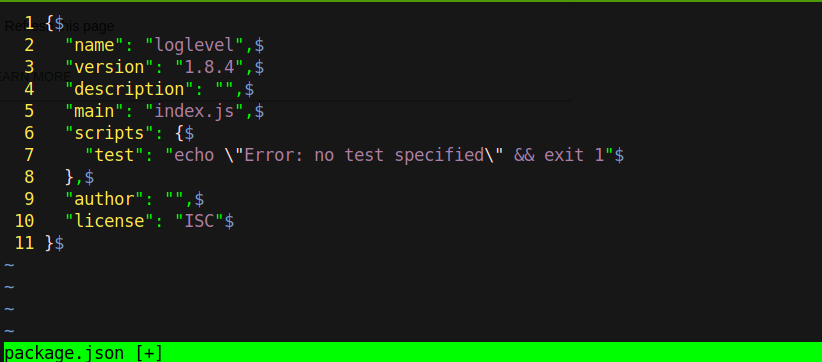 1 {$
2   "name": "loglevel",$
3   "version": "1.8.4",$
4   "description": "",$
5   "main": "index.js",$
6   "scripts": {$
7     "test": "echo \"Error: no test specified\" && exit 1"$
8   },$
9   "author": "",$
10   "license": "ISC"$
11 }$
~
~
~
~
package.json [+]